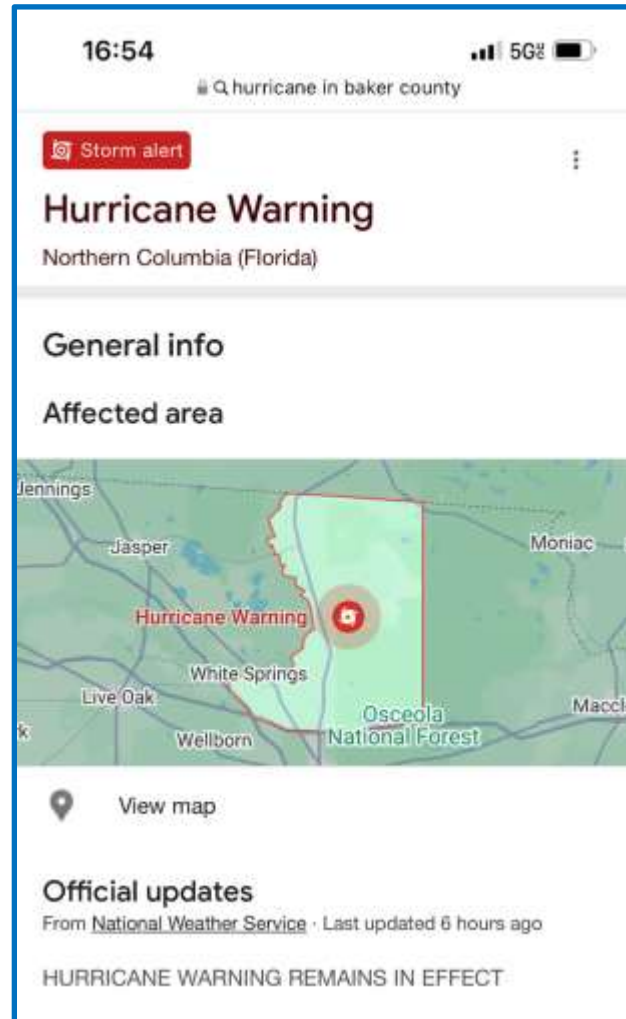 16:54
5G
hurricane in baker county
Storm alert
Hurricane Warning
Northern Columbia (Florida)
General info
Affected area
Jennings
Jasper
Moniac
Hurricane Warning
White Springs
Live Oak
Osceola
National Forest
Maccl
k
Wellborn
View map
Official updates
From National Weather Service · Last updated 6 hours ago
HURRICANE WARNING REMAINS IN EFFECT